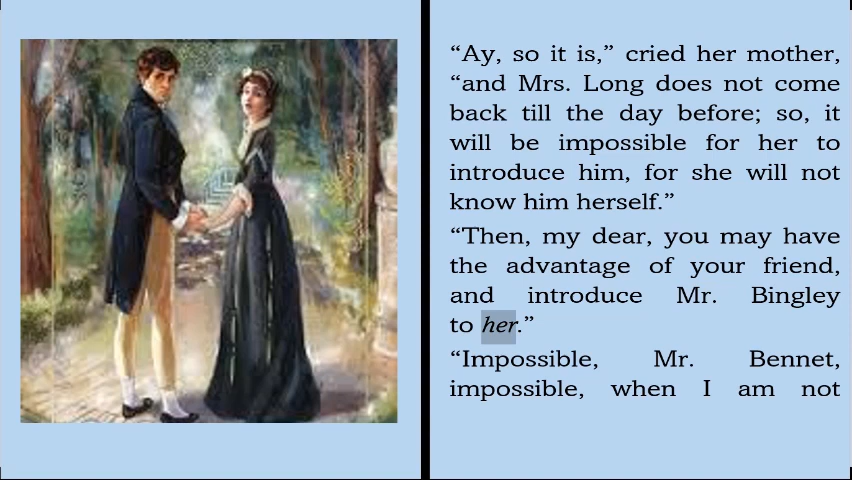 “Ay, so it is,” cried her mother,
“and Mrs. Long does not come
back till the day before; so, it
will be impossible for her to
introduce him, for she will not
know him herself.”
“Then, my dear, you may have
the advantage of your friend,
and introduce Mr. Bingley
to her.”
“Impossible, Mr. Bennet,
impossible, when I am not